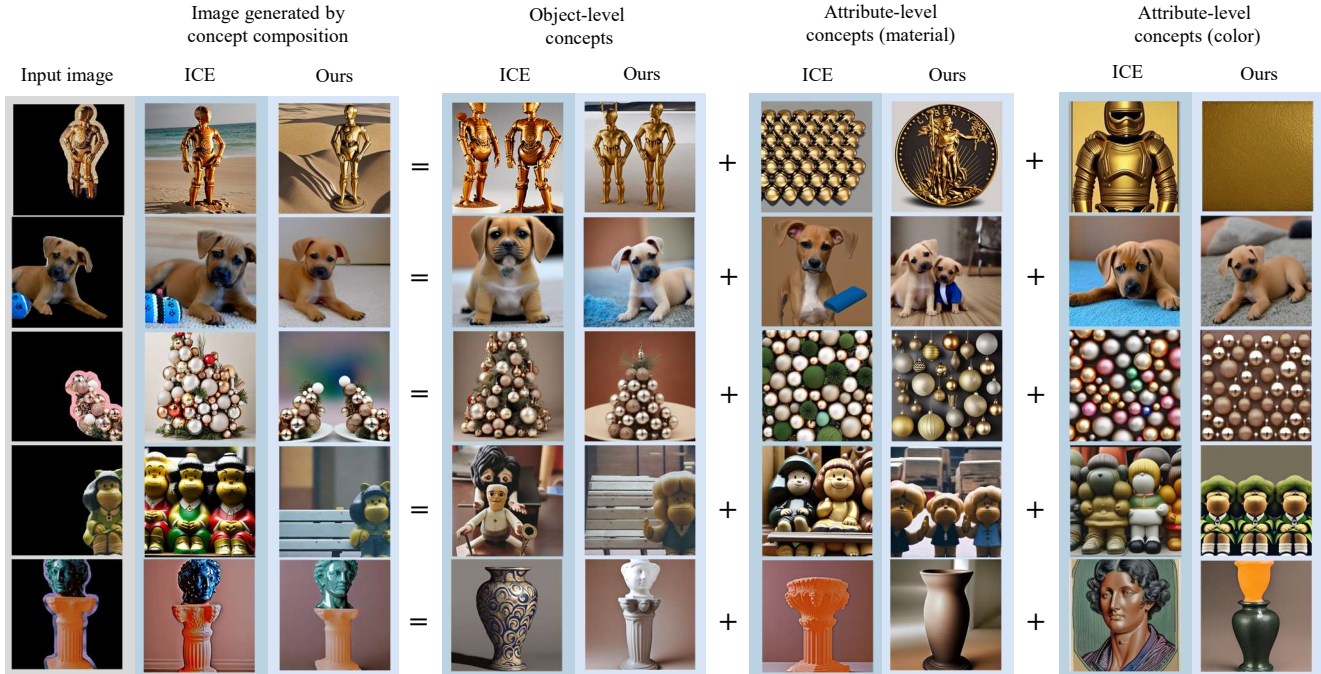 Image generated by
concept composition
Object-level
concepts
Attribute-level
concepts (material)
Attribute-level
concepts (color)
Input image
ICE
Ours
ICE
Ours
ICE
Ours
ICE
Ours
=
+
+
=
+
+
=
+
+
=
+
+
=
+
+
LIBERTY